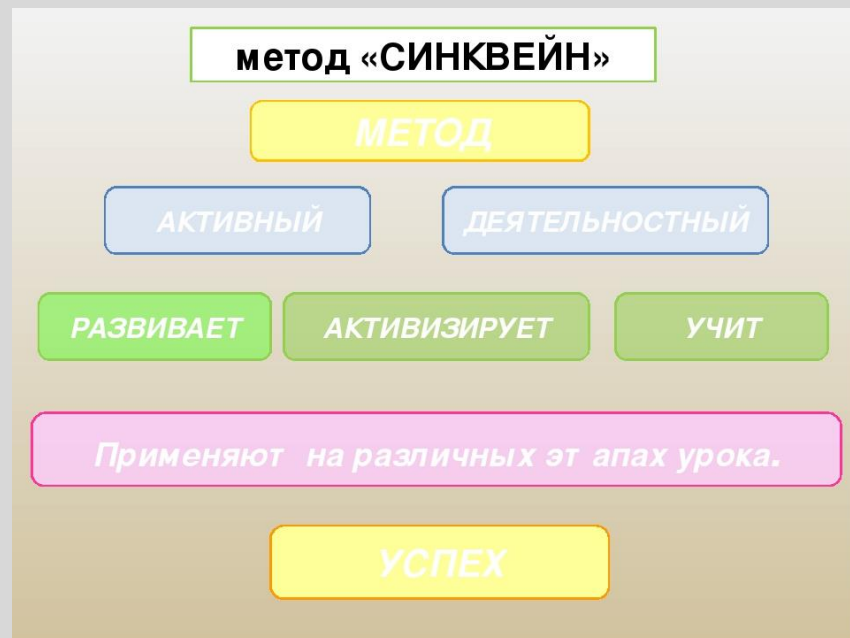 метод «СИНКВЕЙН»
МЕТОД
АКТИВНЫЙ ДЕЯТЕЛЬНОСТНЫЙ
РАЗВИВАЕТ АКТИВИЗИРУЕТ УЧИТ
Применяют на различных эт апах урока.
УСПЕХ